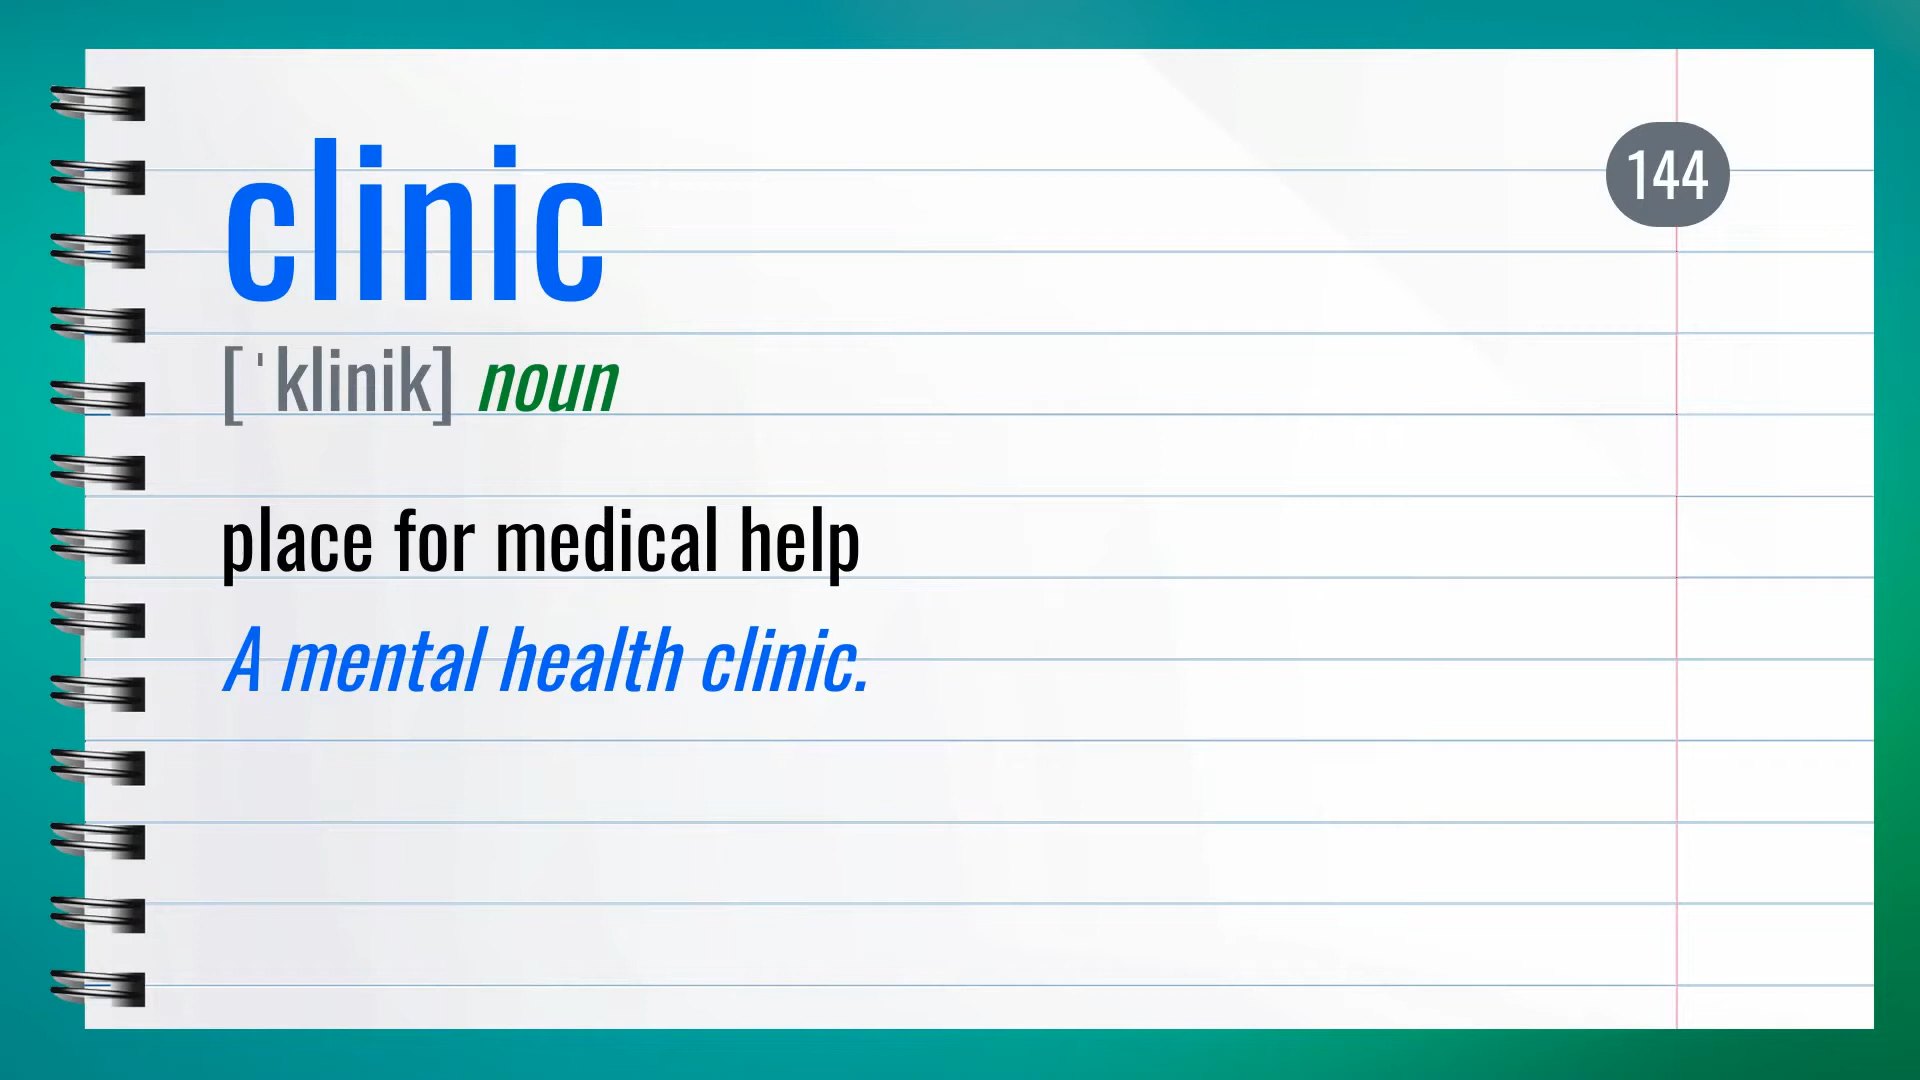 clinic
144
[ˈklinik] noun
place for medical help
A mental health clinic.